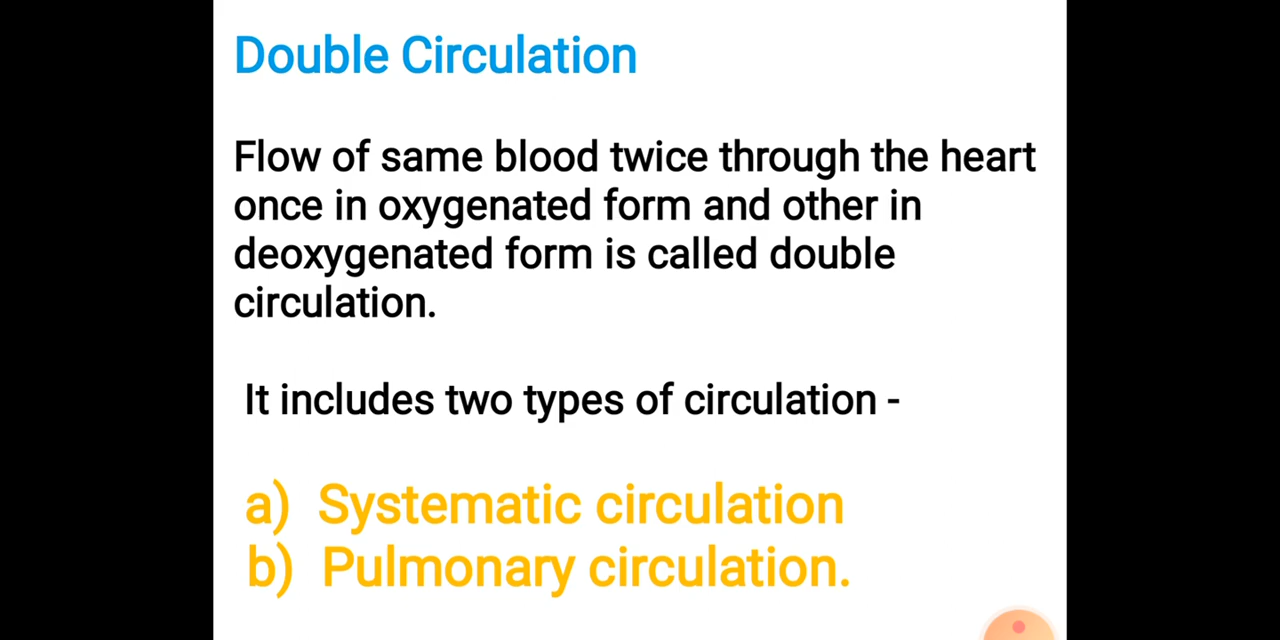 Double Circulation
Flow of same blood twice through the heart
once in oxygenated form and other in
deoxygenated form is called double
circulation.
It includes two types of circulation -
a) Systematic circulation
b) Pulmonary circulation.